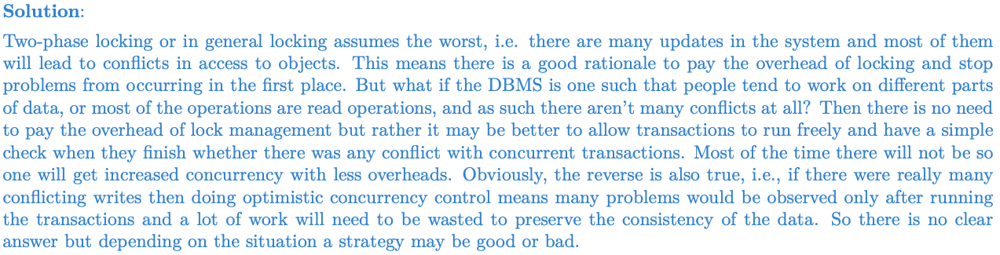 Solution:
Two-phase locking or in general locking assumes the worst, i.e. there are many updates in the system and most of them
will lead to conflicts in access to objects. This means there is a good rationale to pay the overhead of locking and stop
problems from occurring in the first place. But what if the DBMS is one such that people tend to work on different parts
of data, or most of the operations are read operations, and as such there aren't many conflicts at all? Then there is no need
to pay the overhead of lock management but rather it may be better to allow transactions to run freely and have a simple
check when they finish whether there was any conflict with concurrent transactions. Most of the time there will not be so
one will get increased concurrency with less overheads. Obviously, the reverse is also true, i.e., if there were really many
conflicting writes then doing optimistic concurrency control means many problems would be observed only after running
the transactions and a lot of work will need to be wasted to preserve the consistency of the data. So there is no clear
answer but depending on the situation a strategy may be good or bad.